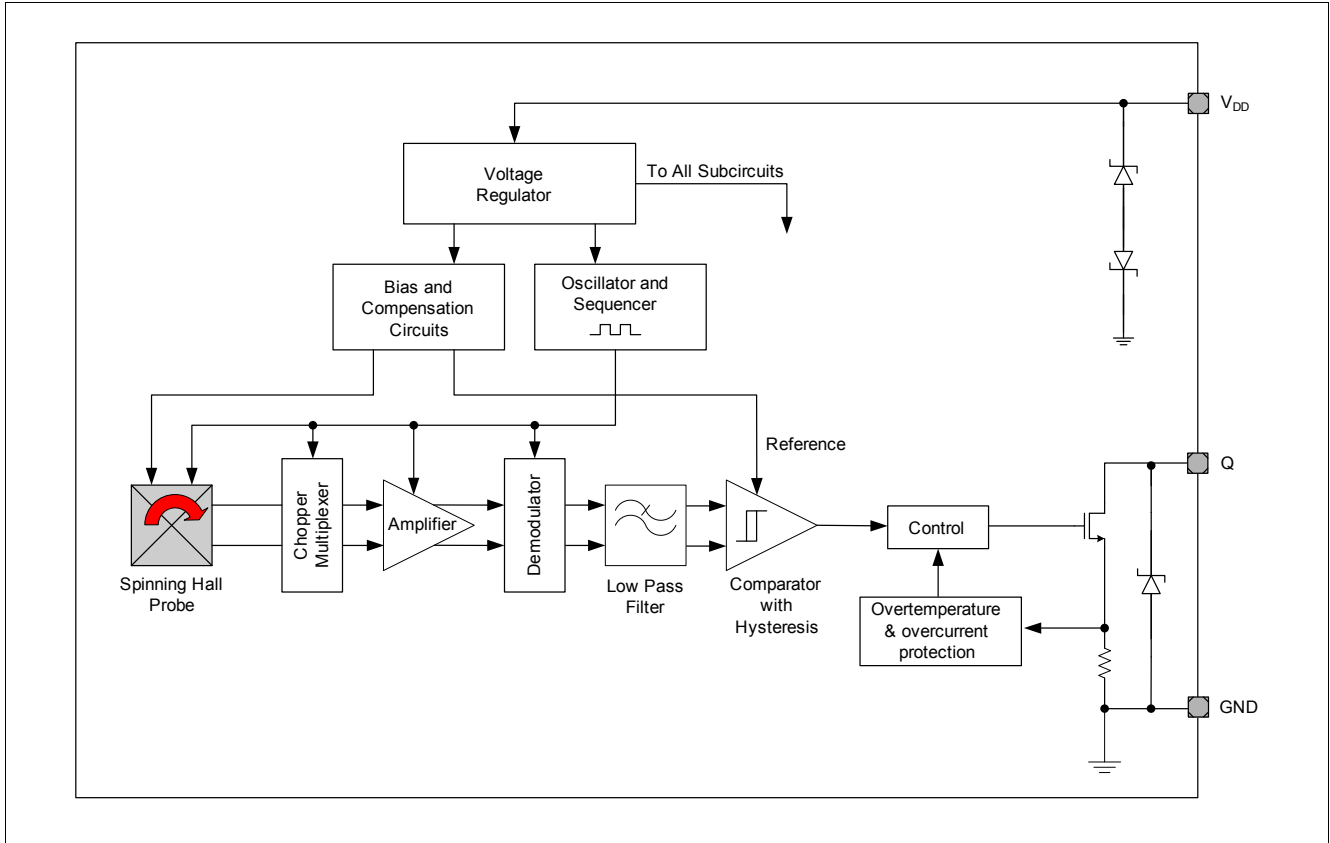 V_DD
Voltage
Regulator
To All Subcircuits
Bias and
Compensation
Circuits
Oscillator and
Sequencer
Reference
Q
Chopper
Multiplexer
Amplifier
Demodulator
Control
Spinning Hall
Probe
Low Pass
Filter
Comparator
with
Hysteresis
Overtemperature
& overcurrent
protection
GND